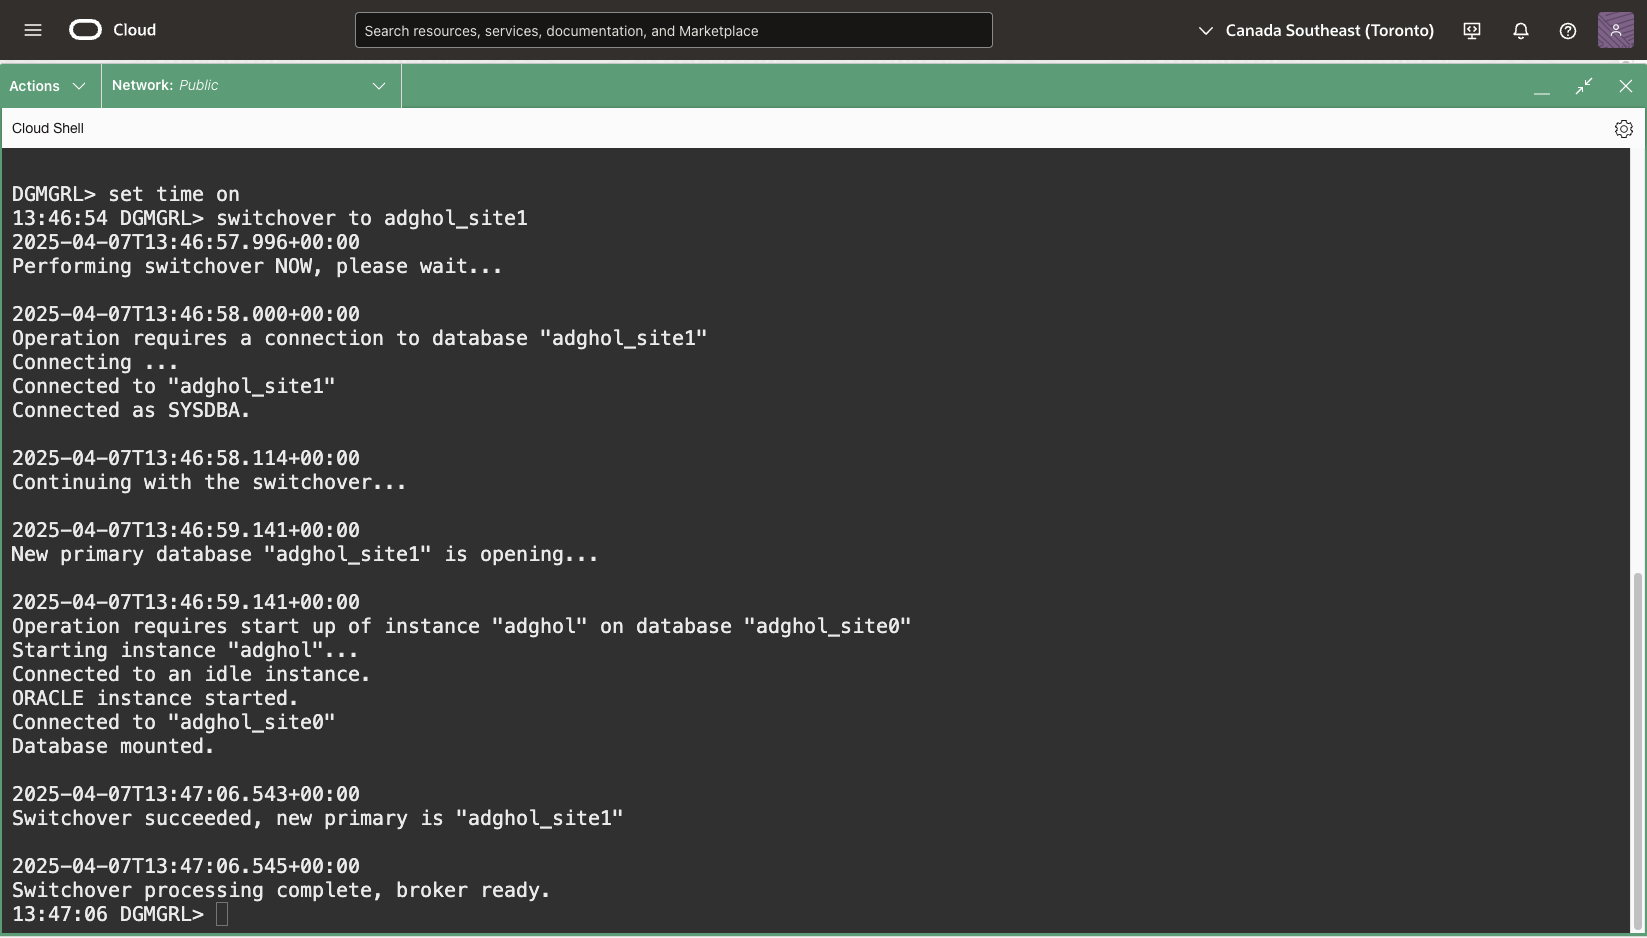 Cloud
Search resources, services, documentation, and Marketplace
Canada Southeast (Toronto)
Actions
Network: Public
Cloud Shell
DGMGRL> set time on
13:46:54 DGMGRL> switchover to adghol_site1
2025-04-07T13:46:57.996+00:00
Performing switchover NOW, please wait...
2025-04-07T13:46:58.000+00:00
Operation requires a connection to database "adghol_site1"
Connecting ...
Connected to "adghol_site1"
Connected as SYSDBA.
2025-04-07T13:46:58.114+00:00
Continuing with the switchover...
2025-04-07T13:46:59.141+00:00
New primary database "adghol_site1" is opening...
2025-04-07T13:46:59.141+00:00
Operation requires start up of instance "adghol" on database "adghol_site0"
Starting instance "adghol"...
Connected to an idle instance.
ORACLE instance started.
Connected to "adghol_site0"
Database mounted.
2025-04-07T13:47:06.543+00:00
Switchover succeeded, new primary is "adghol_site1"
2025-04-07T13:47:06.545+00:00
Switchover processing complete, broker ready.
13:47:06 DGMGRL>